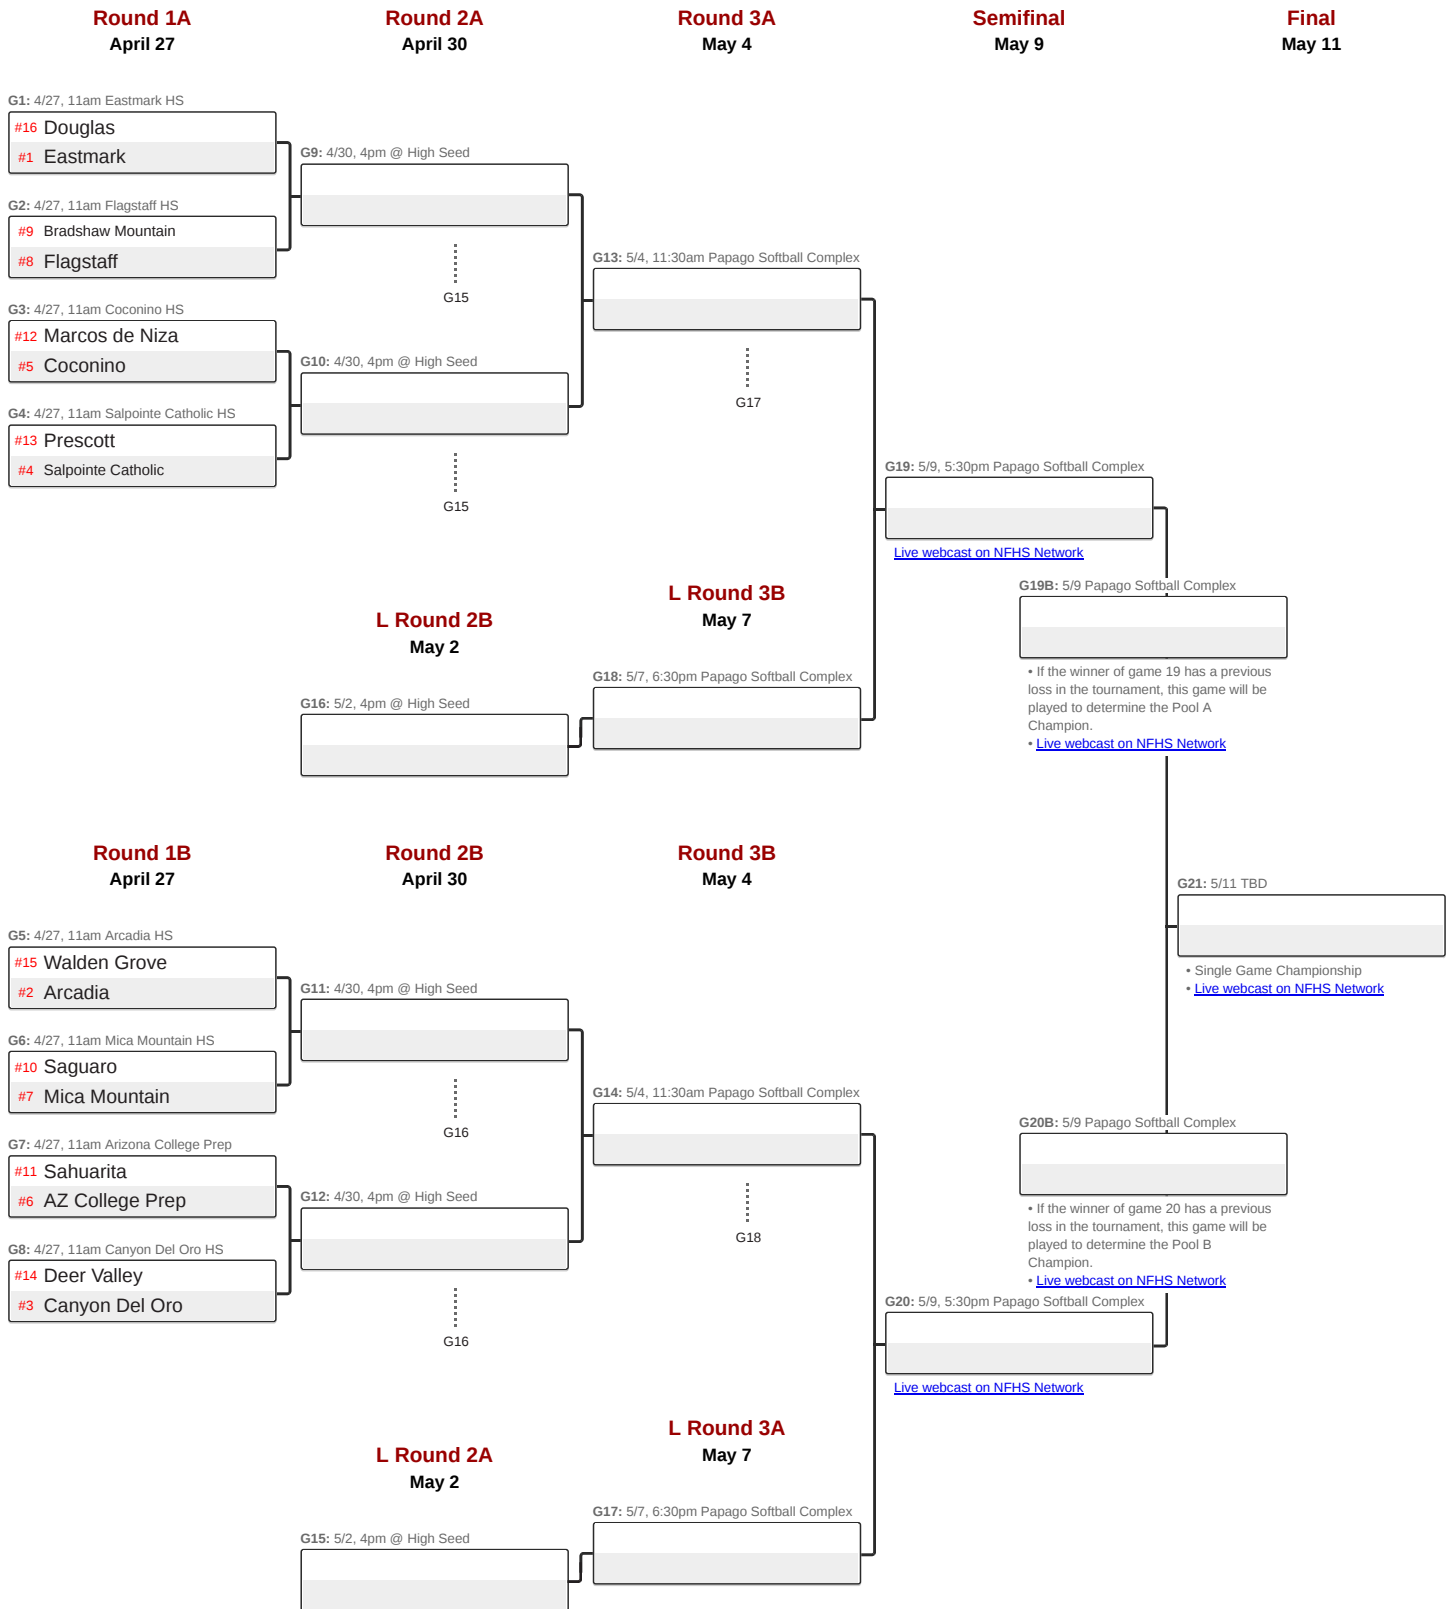 Round 1A
April 27
Round 2A
April 30
Round 3A
May 4
Semifinal
May 9
Final
May 11
G1: 4/27, 11am Eastmark HS
#16 Douglas
#1 Eastmark
G2: 4/27, 11am Flagstaff HS
#9 Bradshaw Mountain
#8 Flagstaff
G3: 4/27, 11am Coconino HS
#12 Marcos de Niza
#5 Coconino
G4: 4/27, 11am Salpointe Catholic HS
#13 Prescott
#4 Salpointe Catholic
G9: 4/30, 4pm @ High Seed
G15
G10: 4/30, 4pm @ High Seed
G15
G13: 5/4, 11:30am Papago Softball Complex
G17
G19: 5/9, 5:30pm Papago Softball Complex
Live webcast on NFHS Network
G19B: 5/9 Papago Softball Complex
• If the winner of game 19 has a previous
loss in the tournament, this game will be
played to determine the Pool A
Champion.
• Live webcast on NFHS Network
L Round 2B
May 2
L Round 3B
May 7
G16: 5/2, 4pm @ High Seed
G18: 5/7, 6:30pm Papago Softball Complex
Round 1B
April 27
Round 2B
April 30
Round 3B
May 4
G21: 5/11 TBD
• Single Game Championship
• Live webcast on NFHS Network
G5: 4/27, 11am Arcadia HS
#15 Walden Grove
#2 Arcadia
G6: 4/27, 11am Mica Mountain HS
#10 Saguaro
#7 Mica Mountain
G7: 4/27, 11am Arizona College Prep
#11 Sahuarita
#6 AZ College Prep
G8: 4/27, 11am Canyon Del Oro HS
#14 Deer Valley
#3 Canyon Del Oro
G11: 4/30, 4pm @ High Seed
G16
G12: 4/30, 4pm @ High Seed
G16
G14: 5/4, 11:30am Papago Softball Complex
G18
G20B: 5/9 Papago Softball Complex
• If the winner of game 20 has a previous
loss in the tournament, this game will be
played to determine the Pool B
Champion.
• Live webcast on NFHS Network
G20: 5/9, 5:30pm Papago Softball Complex
Live webcast on NFHS Network
L Round 2A
May 2
L Round 3A
May 7
G15: 5/2, 4pm @ High Seed
G17: 5/7, 6:30pm Papago Softball Complex